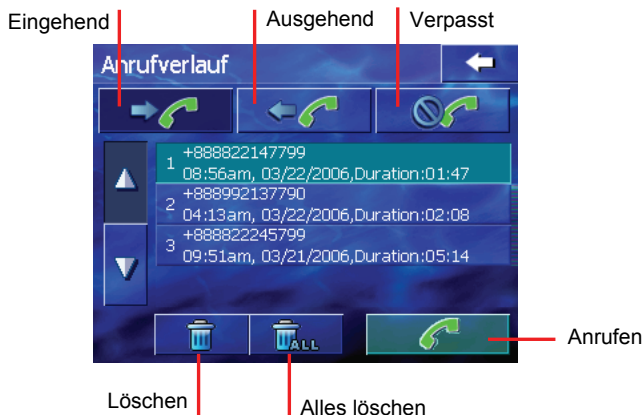 Eingehend
Ausgehend
Verpasst
Anrufverlauf
1 +888822147799
08:56am, 03/22/2006,Duration:01:47
2 +888992137790
04:13am, 03/22/2006,Duration:02:08
3 +888822245799
09:51am, 03/21/2006,Duration:05:14
ALL
Anrufen
Löschen
Alles löschen